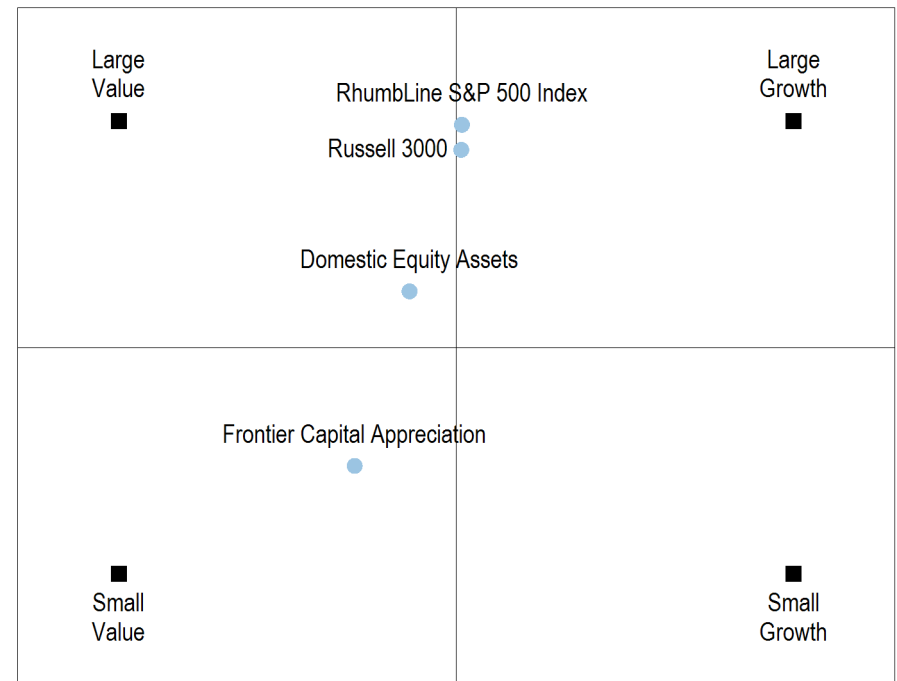 Large
Value
Large
Growth
RhumbLine S&P 500 Index
Russell 3000
Domestic Equity Assets
Frontier Capital Appreciation
Small
Value
Small
Growth